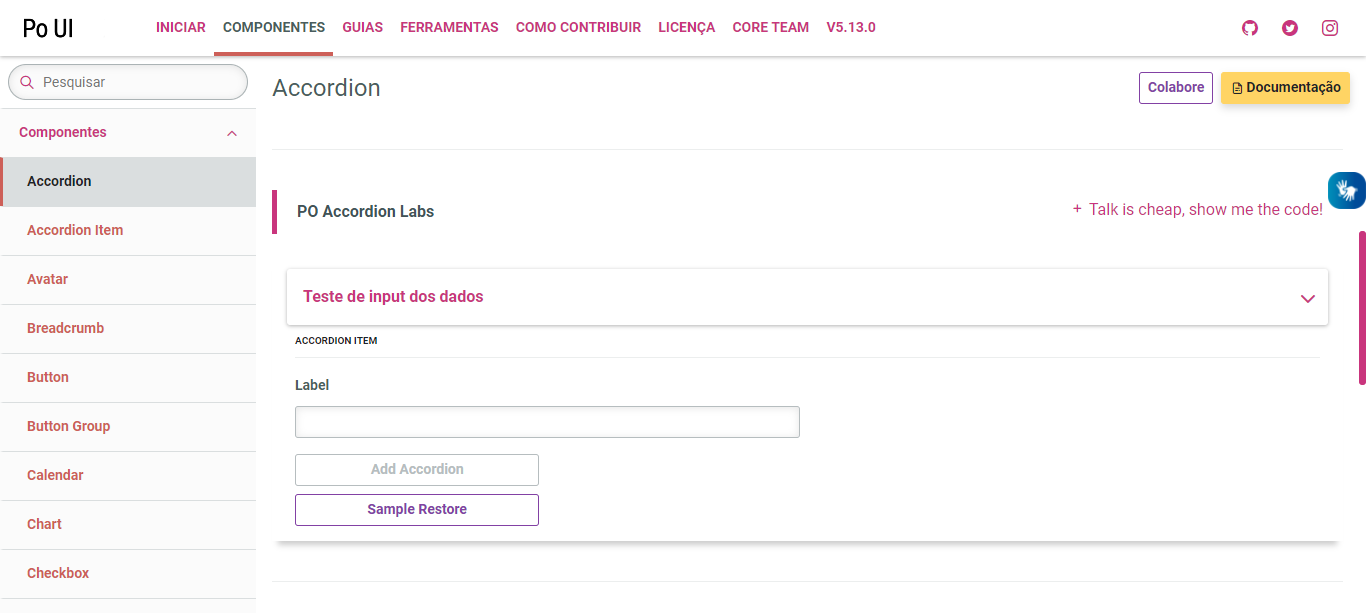 Po UI
INICIAR COMPONENTES GUIAS FERRAMENTAS COMO CONTRIBUIR LICENÇA CORE TEAM V5.13.0
Pesquisar
Componentes
Accordion
Accordion Item
Avatar
Breadcrumb
Button
Button Group
Calendar
Chart
Checkbox
Accordion
Colabore
Documentação
PO Accordion Labs
+ Talk is cheap, show me the code!
Teste de input dos dados
ACCORDION ITEM
Label
Add Accordion
Sample Restore